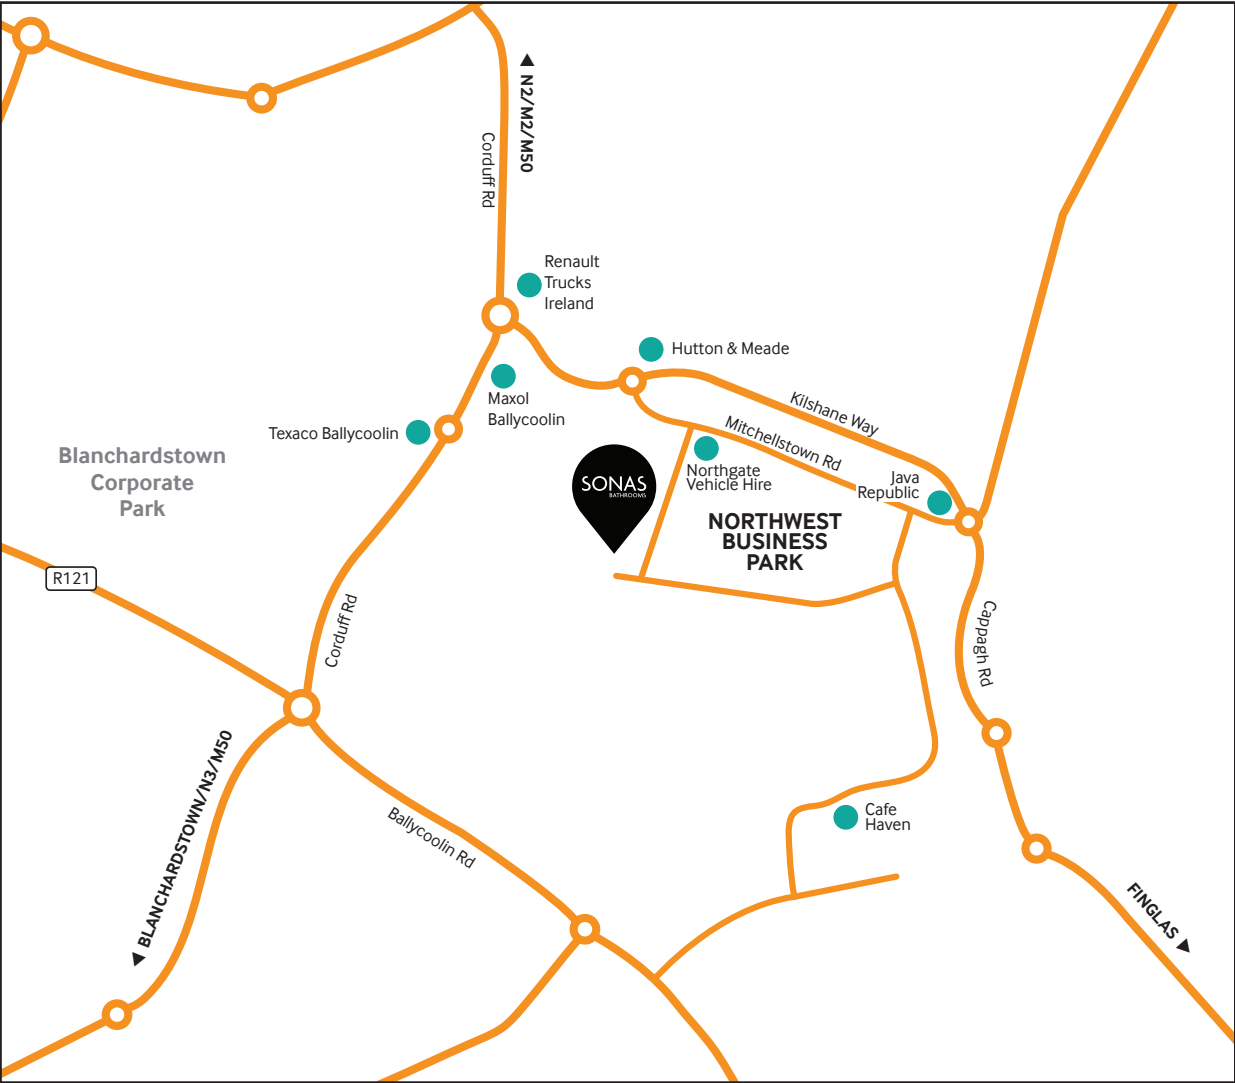 N2/M2/M50
Corduff Rd
Renault
Trucks
Ireland
Hutton & Meade
Maxol
Ballycoolin
Texaco Ballycoolin
Kilshane Way
Mitchellstown Rd
Blanchardstown
Corporate
Park
SONAS
BATHROOMS
Northgate
Vehicle Hire
Java
Republic
NORTHWEST
BUSINESS
PARK
R121
Corduff Rd
Cappagh Rd
BLANCHARDSTOWN/N3/M50
Ballycoolin Rd
Cafe
Haven
FINGLAS